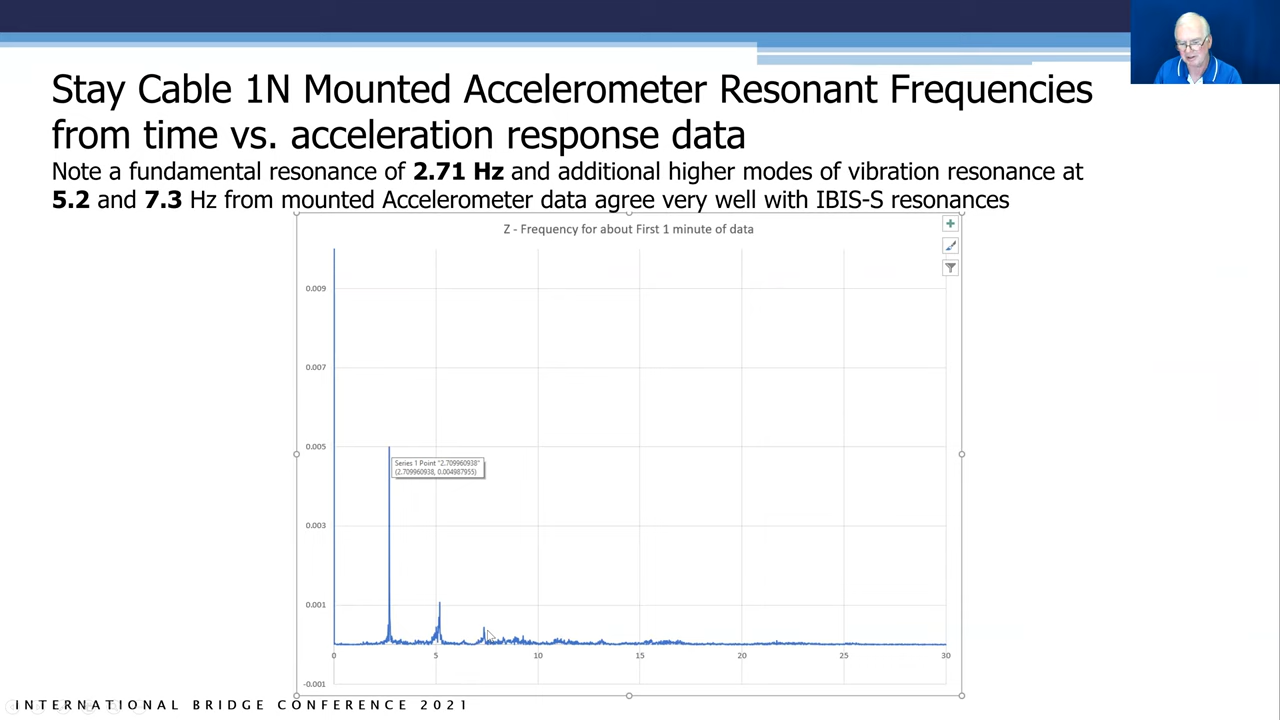 Stay Cable 1N Mounted Accelerometer Resonant Frequencies
from time vs. acceleration response data
Note a fundamental resonance of 2.71 Hz and additional higher modes of vibration resonance at
5.2 and 7.3 Hz from mounted Accelerometer data agree very well with IBIS-S resonances
Z - Frequency for about First 1 minute of data
0.009
0.007
0.005
Series 1 Point "2.709960938"
(2.709960938, 0.004987955)
0.003
0.001
0 5 10 15 20 25 30
-0.001
INTERNATIONAL BRIDGE CONFERENCE 2021